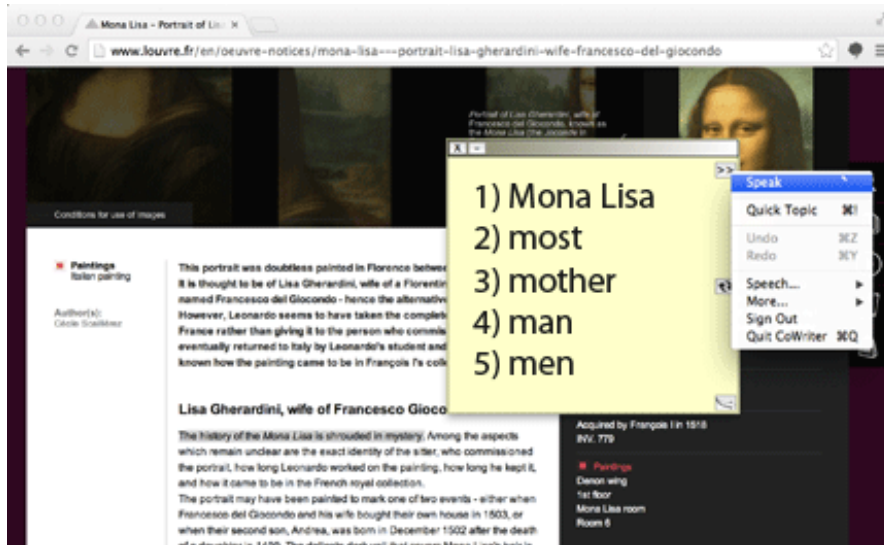 Mona Lisa - Portrait of Lis
www.louvre.fr/en/oeuvre-notices/mona-lisa---portrait-lisa-gherardini-wife-francesco-del-giocondo
Portrait of Lisa Gherardini, wife of
Francesco del Giocondo, known as
the Mona Lisa (the Joconde in
Conditions for use of images
X -
>>
1) Mona Lisa
2) most
3) mother
4) man
5) men
Speak
Quick Topic ⌘!
Undo ⌘Z
Redo ⌘Y
Speech...
More...
Sign Out
Quit CoWriter ⌘Q
Paintings
Italian painting
Author(s):
This portrait was doubtless painted in Florence betwee
It is thought to be of Lisa Gherardini, wife of a Florentin
named Francesco del Giocondo - hence the alternative
However, Leonardo seems to have taken the complete
France rather than giving it to the person who commis
eventually returned to Italy by Leonardo's student and
known how the painting came to be in François I's coll
Lisa Gherardini, wife of Francesco Gioco
The history of the Mona Lisa is shrouded in mystery. Among the aspects
which remain unclear are the exact identity of the sitter, who commissioned
the portrait, how long Leonardo worked on the painting, how long he kept it,
and how it came to be in the French royal collection.
The portrait may have been painted to mark one of two events - either when
Francesco del Giocondo and his wife bought their own house in 1503, or
when their second son, Andrea, was born in December 1502 after the death
Acquired by François I in 1518
INV. 779
Paintings
Denon wing
1st floor
Mona Lisa room
Room 6